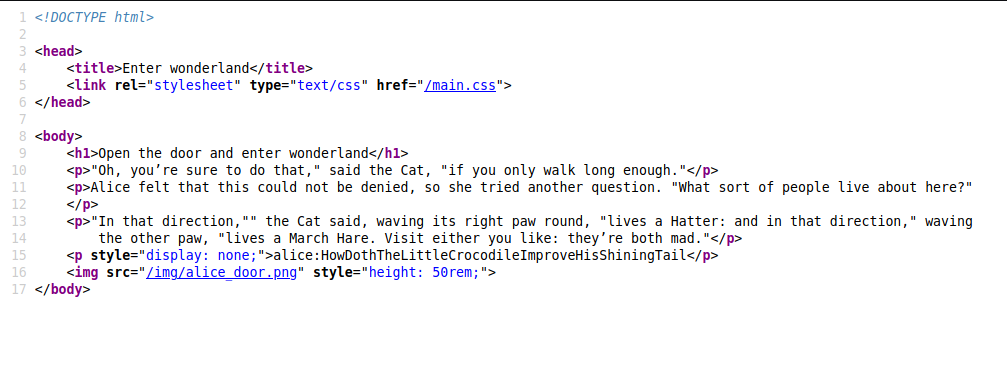 1 <!DOCTYPE html>
2
3 <head>
4     <title>Enter wonderland</title>
5     <link rel="stylesheet" type="text/css" href="/main.css">
6 </head>
7
8 <body>
9     <h1>Open the door and enter wonderland</h1>
10     <p>"Oh, you’re sure to do that," said the Cat, "if you only walk long enough."</p>
11     <p>Alice felt that this could not be denied, so she tried another question. "What sort of people live about here?"
12     </p>
13     <p>"In that direction,"" the Cat said, waving its right paw round, "lives a Hatter: and in that direction," waving
14         the other paw, "lives a March Hare. Visit either you like: they’re both mad."</p>
15     <p style="display: none;">alice:HowDothTheLittleCrocodileImproveHisShiningTail</p>
16     <img src="/img/alice_door.png" style="height: 50rem;">
17 </body>